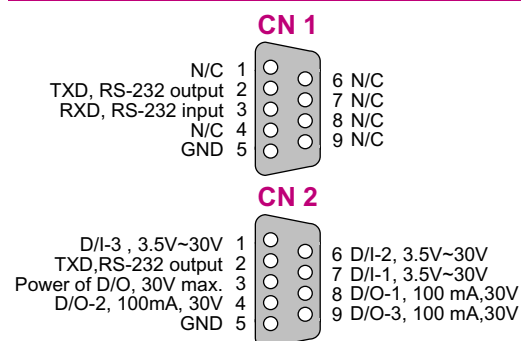 CN 1
N/C 1
TXD, RS-232 output 2
RXD, RS-232 input 3
N/C 4
GND 5
6 N/C
7 N/C
8 N/C
9 N/C
CN 2
D/I-3 , 3.5V~30V 1
TXD,RS-232 output 2
Power of D/O, 30V max. 3
D/O-2, 100mA, 30V 4
GND 5
6 D/I-2, 3.5V~30V
7 D/I-1, 3.5V~30V
8 D/O-1, 100 mA,30V
9 D/O-3, 100 mA,30V